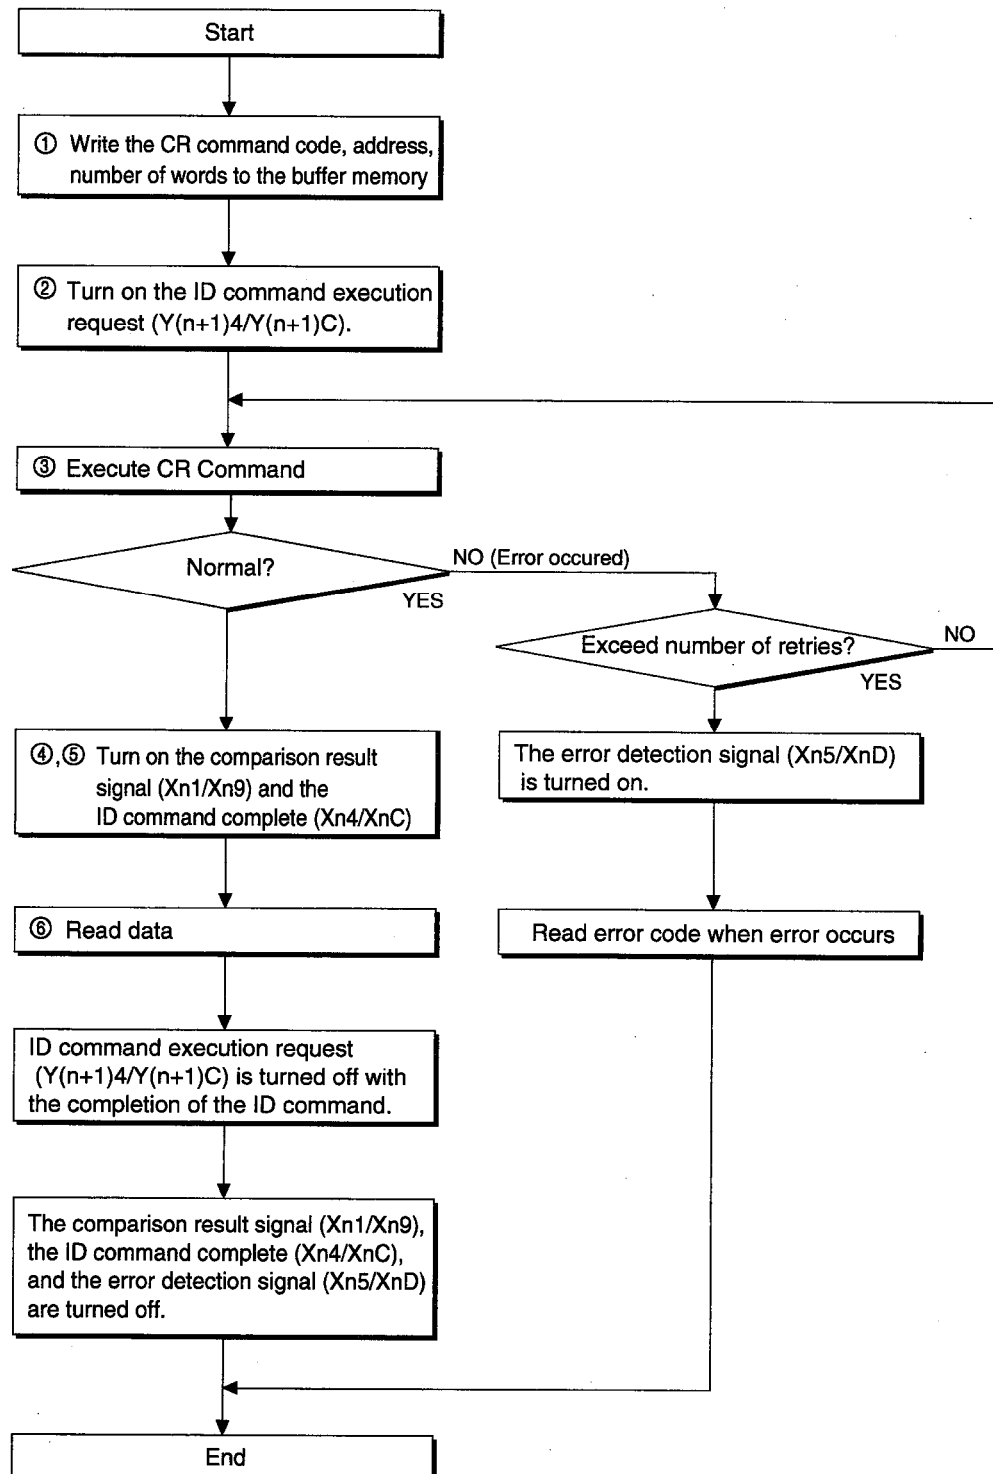 Start
① Write the CR command code, address,
number of words to the buffer memory
② Turn on the ID command execution
request (Y(n+1)4/Y(n+1)C).
③ Execute CR Command
Normal?
NO (Error occured)
YES
Exceed number of retries?
NO
YES
④,⑤ Turn on the comparison result
signal (Xn1/Xn9) and the
ID command complete (Xn4/XnC)
The error detection signal (Xn5/XnD)
is turned on.
⑥ Read data
Read error code when error occurs
ID command execution request
(Y(n+1)4/Y(n+1)C) is turned off with
the completion of the ID command.
The comparison result signal (Xn1/Xn9),
the ID command complete (Xn4/XnC),
and the error detection signal (Xn5/XnD)
are turned off.
End